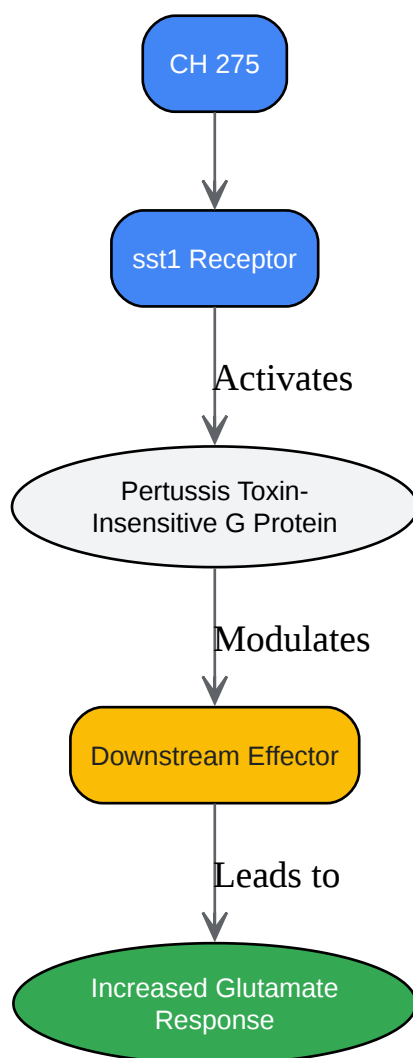 CH 275
sst1 Receptor
Activates
Pertussis Toxin-
Insensitive G Protein
Modulates
Downstream Effector
Leads to
Increased Glutamate
Response